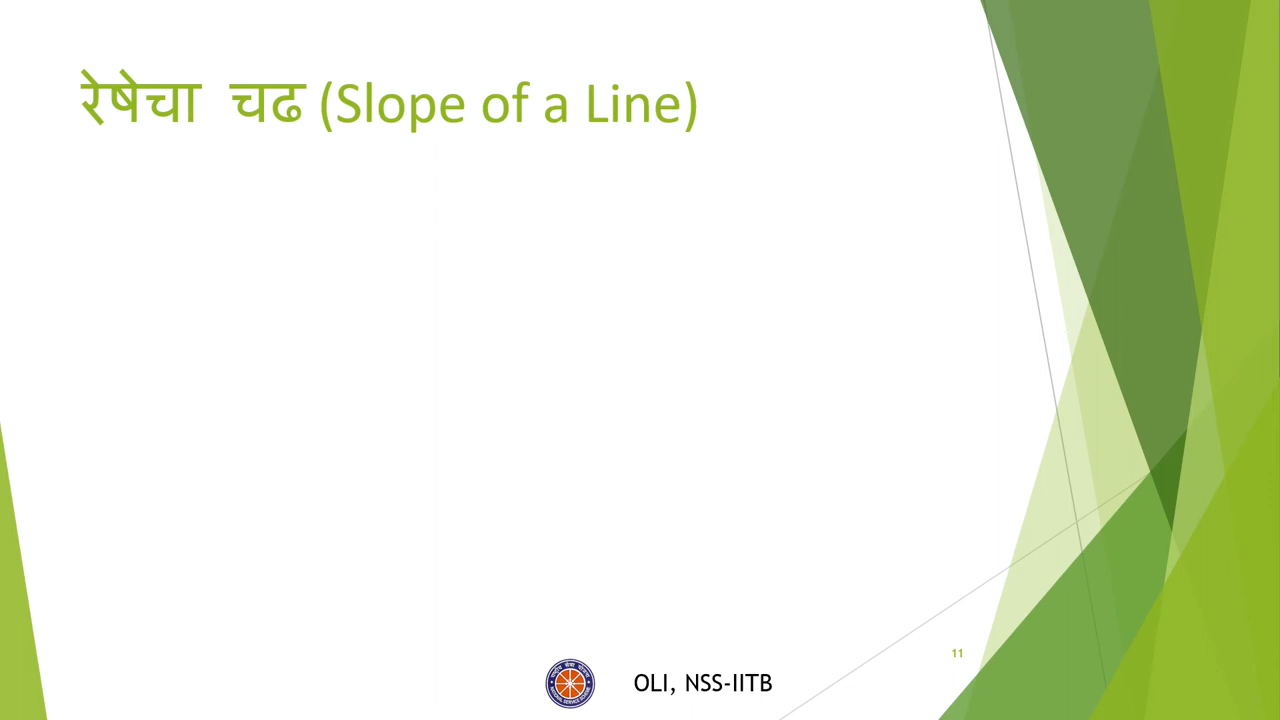 रेषेचा चढ (Slope of a Line)
11
OLI, NSS-IITB